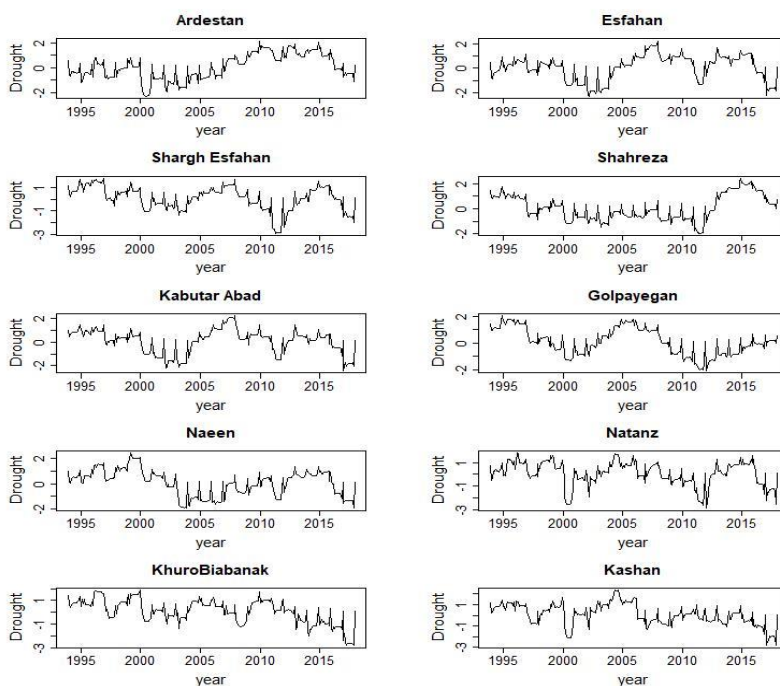 Ardestan
Drought
-2 0 2
1995 2000 2005 2010 2015
year
Esfahan
Drought
-2 0 2
1995 2000 2005 2010 2015
year
Shargh Esfahan
Drought
-3 -1 1
1995 2000 2005 2010 2015
year
Shahreza
Drought
-2 0 2
1995 2000 2005 2010 2015
year
Kabutar Abad
Drought
-2 0 2
1995 2000 2005 2010 2015
year
Golpayegan
Drought
-2 0 2
1995 2000 2005 2010 2015
year
Naeen
Drought
-2 0 2
1995 2000 2005 2010 2015
year
Natanz
Drought
-3 -1 1
1995 2000 2005 2010 2015
year
KhuroBiabanak
Drought
-3 -1 1
1995 2000 2005 2010 2015
year
Kashan
Drought
-3 -1 1
1995 2000 2005 2010 2015
year